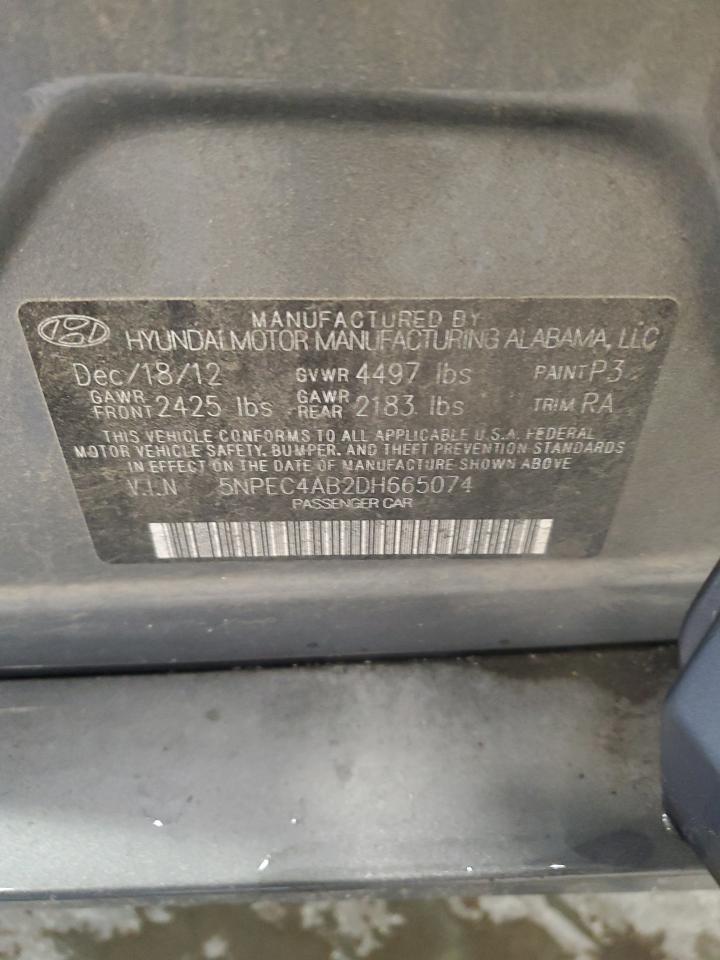 MANUFACTURED BY
HYUNDAI MOTOR MANUFACTURING ALABAMA, LLC
Dec/18/12 GVWR 4497 lbs PAINT P3
GAWR FRONT 2425 lbs GAWR REAR 2183 lbs TRIM RA
THIS VEHICLE CONFORMS TO ALL APPLICABLE U.S.A. FEDERAL
MOTOR VEHICLE SAFETY, BUMPER, AND THEFT PREVENTION STANDARDS
IN EFFECT ON THE DATE OF MANUFACTURE SHOWN ABOVE
V.I.N 5NPEC4AB2DH665074
PASSENGER CAR